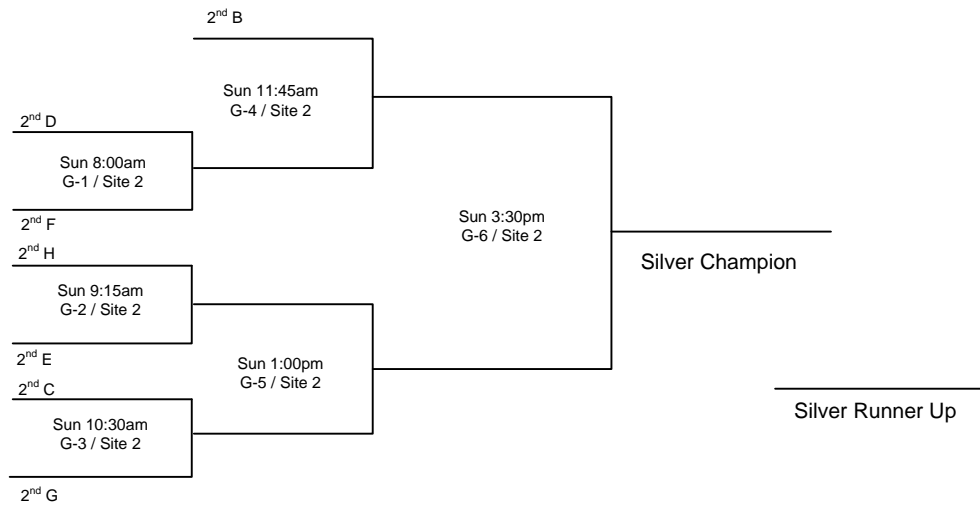 2nd B
Sun 11:45am
G-4 / Site 2
2nd D
Sun 8:00am
G-1 / Site 2
2nd F
Sun 3:30pm
G-6 / Site 2
2nd H
Silver Champion
Sun 9:15am
G-2 / Site 2
2nd E
Sun 1:00pm
G-5 / Site 2
2nd C
Silver Runner Up
Sun 10:30am
G-3 / Site 2
2nd G